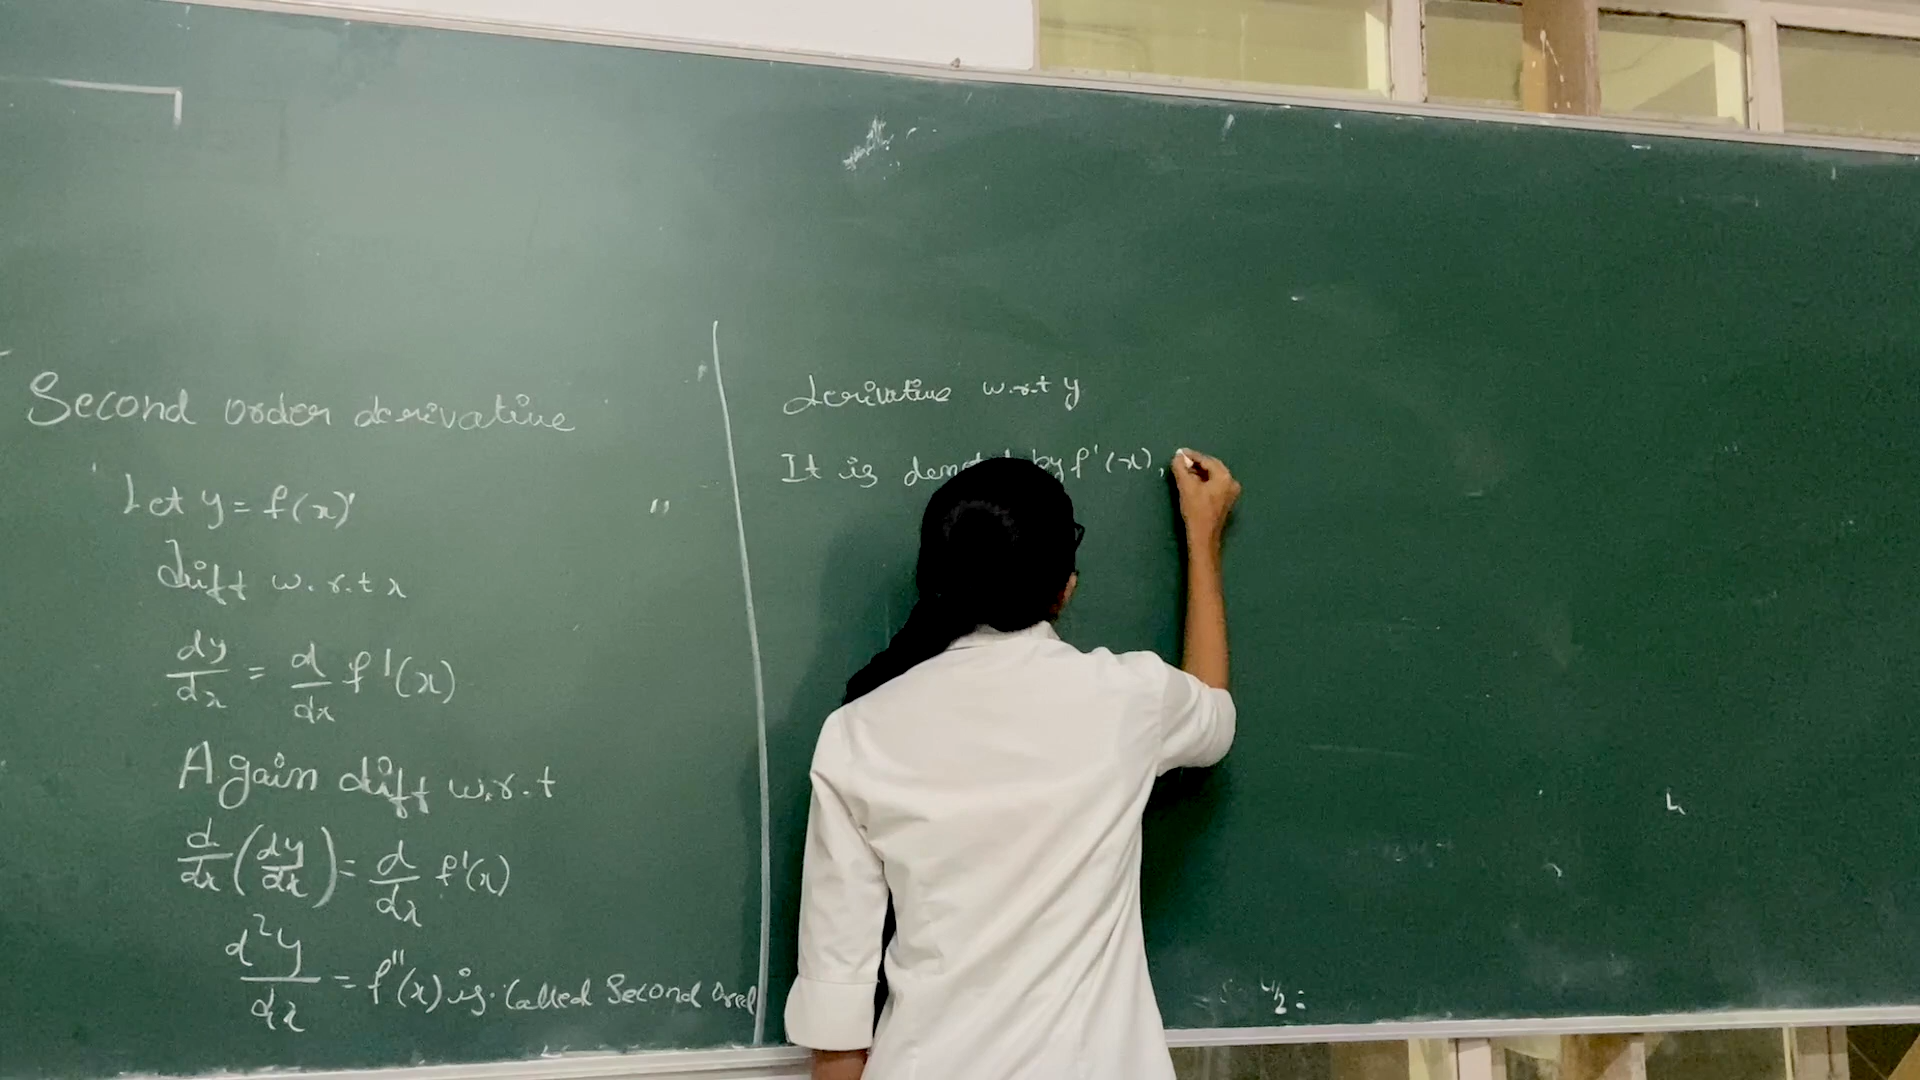 Second order derivative
Let y = f(x)'
diff w.r.t x
dy/dx = d/dx f'(x)
Again diff w.r.t
d/dx (dy/dx) = d/dx f'(x)
d²y/dx = f''(x) is called Second
derivative w.r.t y
It is by f'(x),